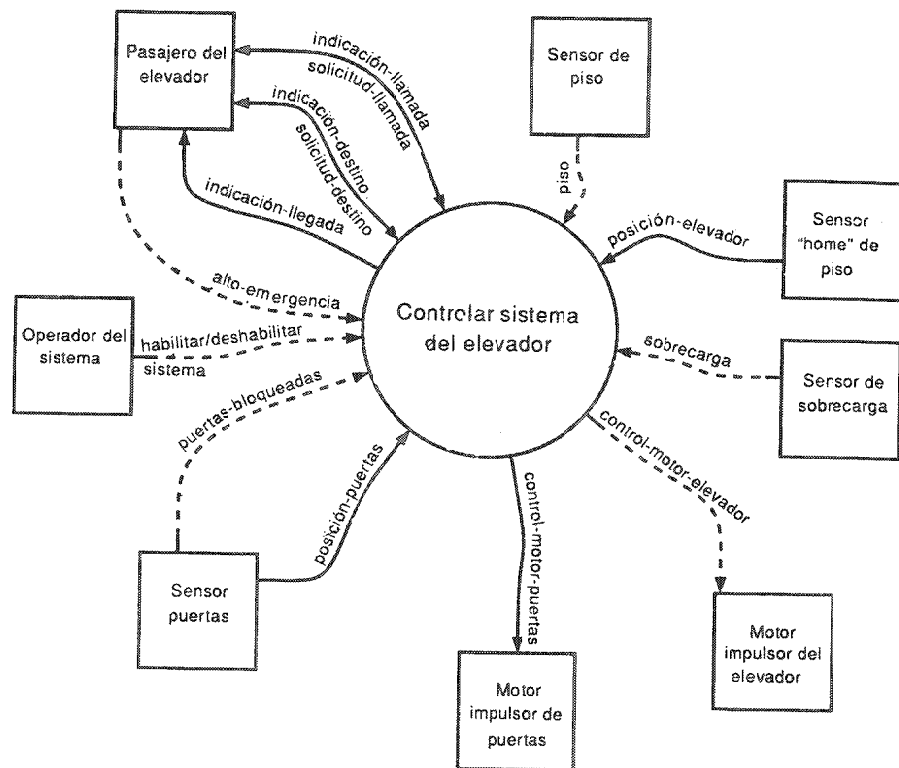 Pasajero del
elevador
indicación-llamada
solicitud-llamada
indicación-destino
solicitud-destino
indicación-llegada
alto-emergencia
Sensor de
piso
piso
posición-elevador
Sensor
"home" de
piso
Controlar sistema
del elevador
Operador del
sistema
habilitar/deshabilitar
sistema
sobrecarga
Sensor de
sobrecarga
puertas-bloqueadas
posición-puertas
control-motor-puertas
control-motor-elevador
Sensor
puertas
Motor
impulsor de
puertas
Motor
impulsor del
elevador